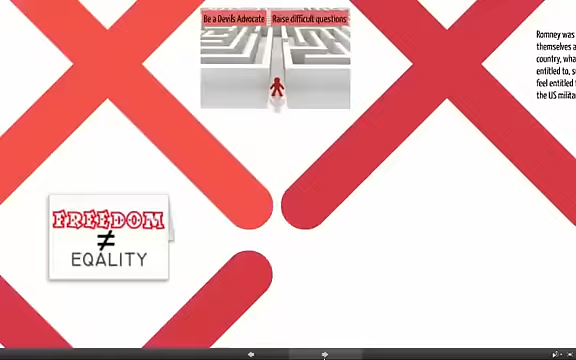 Be a Devils Advocate
Raise difficult questions
Romney was
themselves a
country, wha
entitled to, s
feel entitled
the US milita
FREEDOM
≠
EQALITY